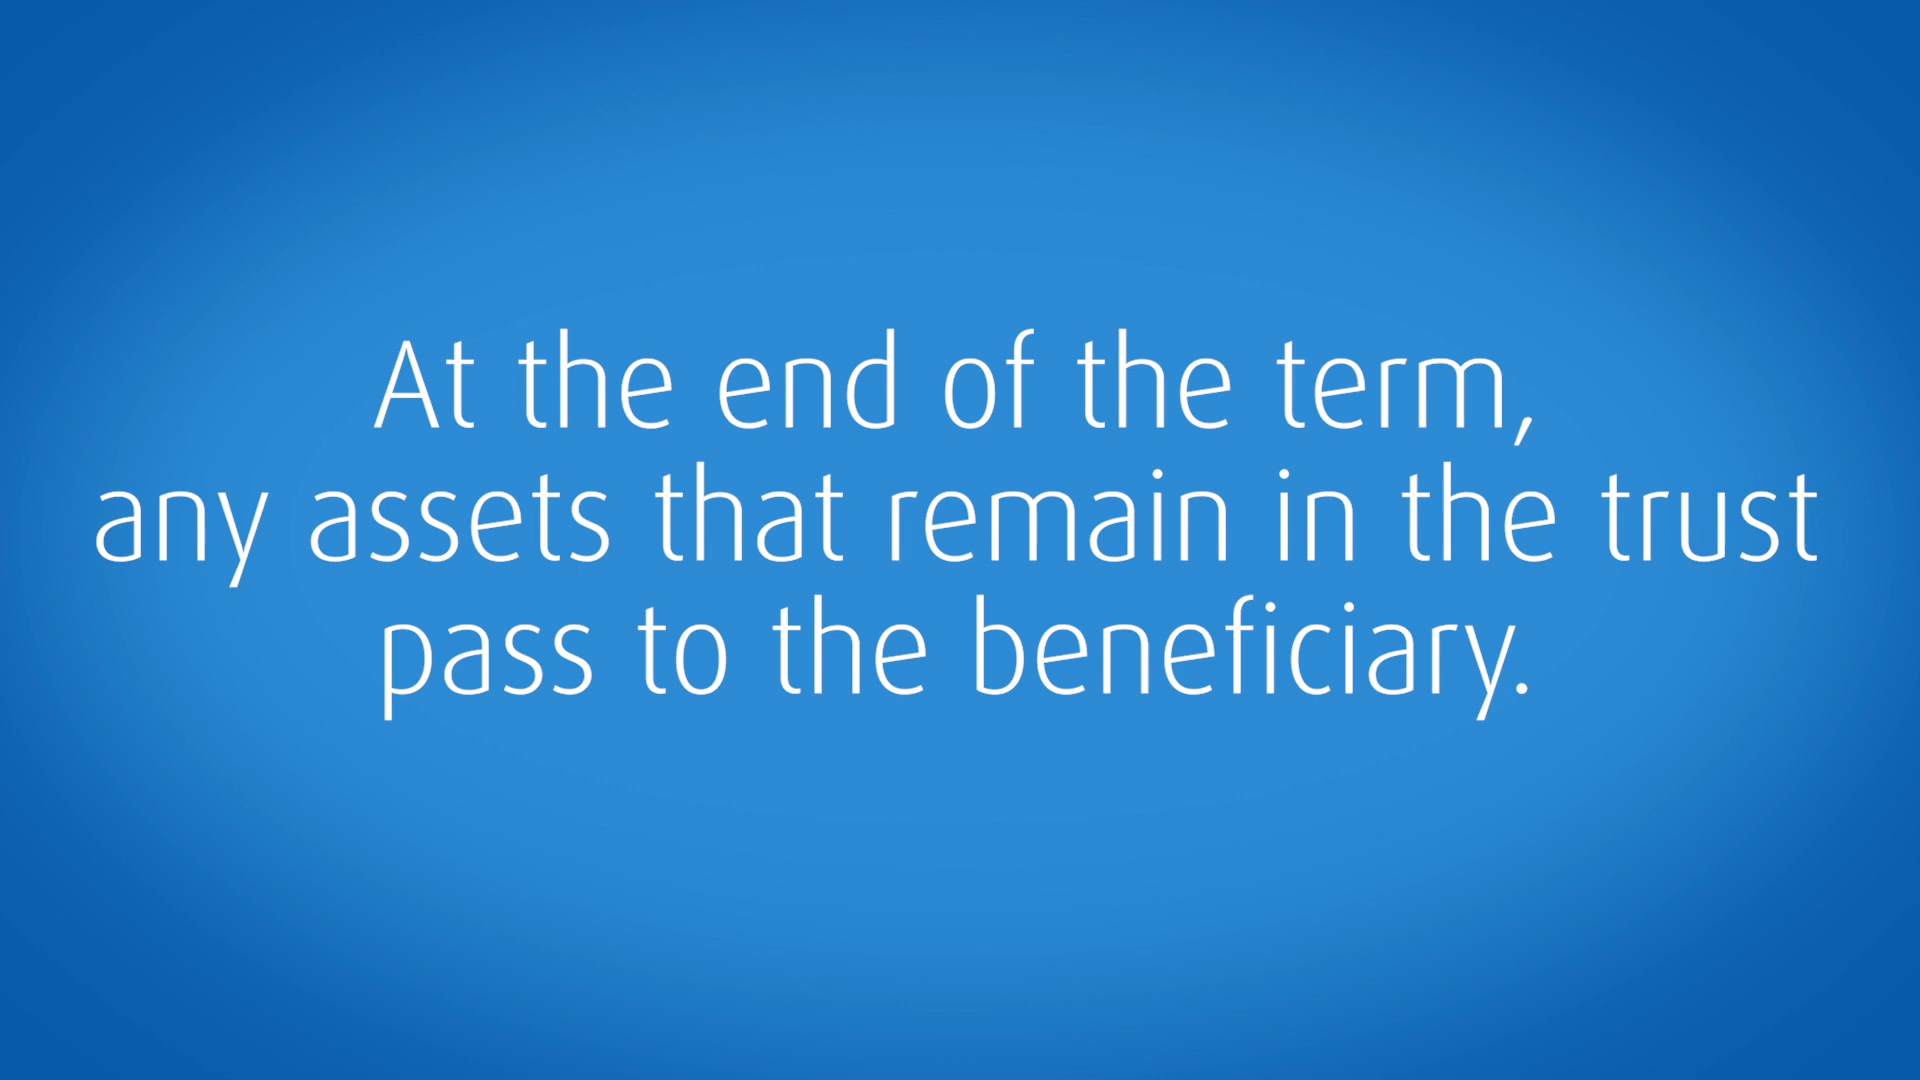 At the end of the term,
any assets that remain in the trust
pass to the beneficiary.